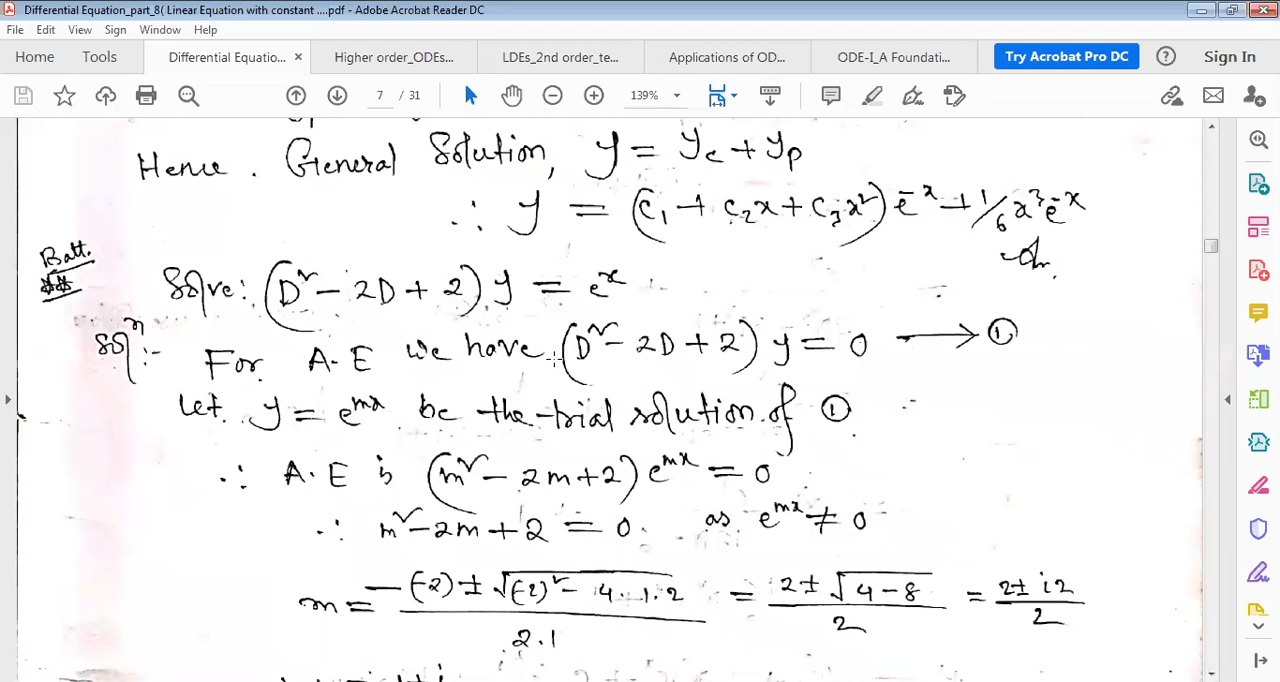 Differential Equation_part_8( Linear Equation with constant ....pdf - Adobe Acrobat Reader DC
File Edit View Sign Window Help
Home Tools Differential Equatio... × Higher order_ODEs... LDEs_2nd order_te... Applications of OD... ODE-I_A Foundati... Try Acrobat Pro DC Sign In
7 / 31 139%
Hence . General Solution, y = y_c + y_p
∴ y = (c₁ + c₂x + c₃x²) e^-x + 1/6 x³ e^-x
Solve: (D² - 2D + 2) y = e^x
Sol^n :- For A.E we have (D² - 2D + 2) y = 0 → ①
Let y = e^mx be the trial solution of ①
∴ A.E is (m² - 2m + 2) e^mx = 0
∴ m² - 2m + 2 = 0 as e^mx ≠ 0
m = (-(-2) ± √((-2)² - 4.1.2)) / 2.1 = (2 ± √(4 - 8)) / 2 = (2 ± i2) / 2